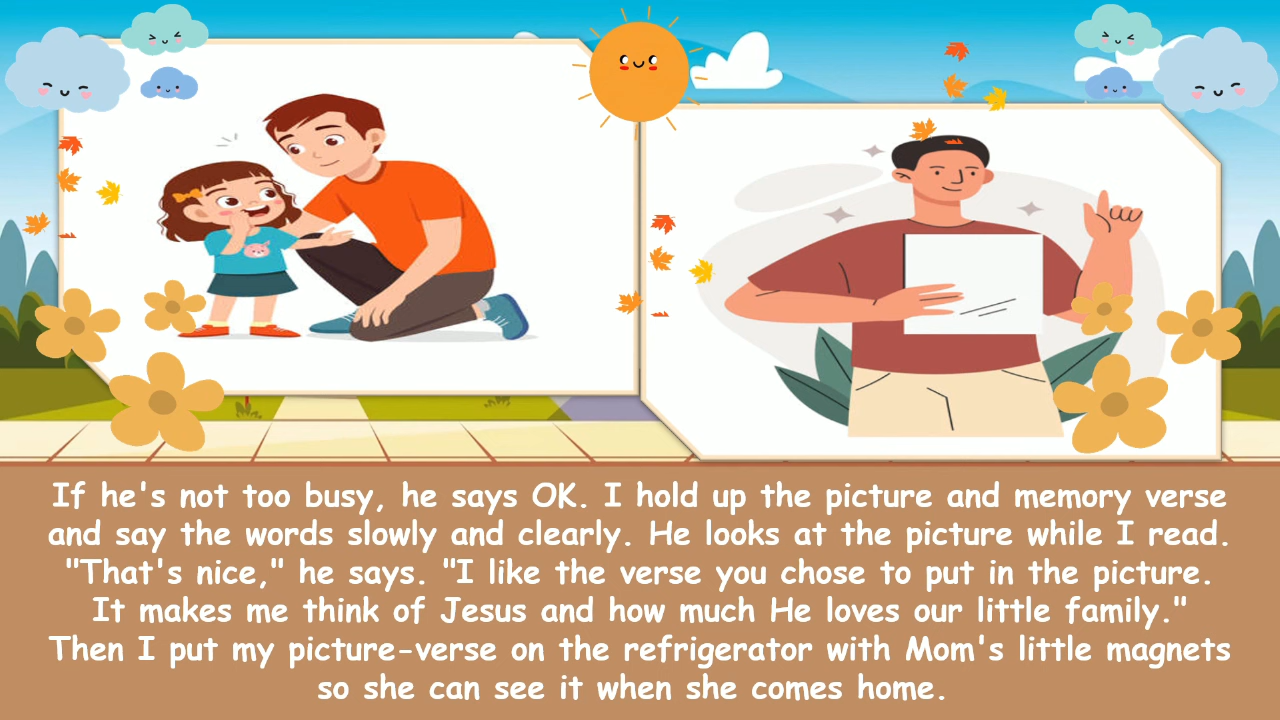 If he's not too busy, he says OK. I hold up the picture and memory verse
and say the words slowly and clearly. He looks at the picture while I read.
"That's nice," he says. "I like the verse you chose to put in the picture.
It makes me think of Jesus and how much He loves our little family."
Then I put my picture-verse on the refrigerator with Mom's little magnets
so she can see it when she comes home.